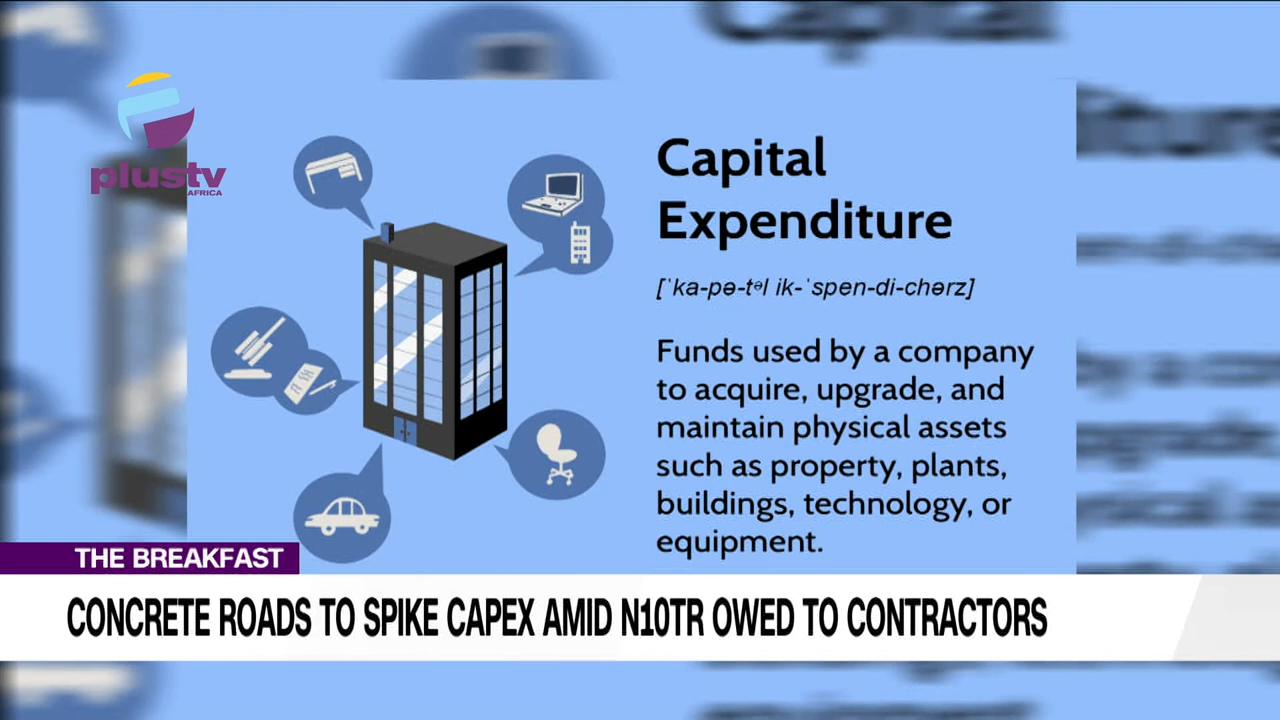 plustv
AFRICA
Capital
Expenditure
[ˈka-pə-tᵊl ik-ˈspen-di-chərz]
Funds used by a company
to acquire, upgrade, and
maintain physical assets
such as property, plants,
buildings, technology, or
equipment.
THE BREAKFAST
CONCRETE ROADS TO SPIKE CAPEX AMID N10TR OWED TO CONTRACTORS